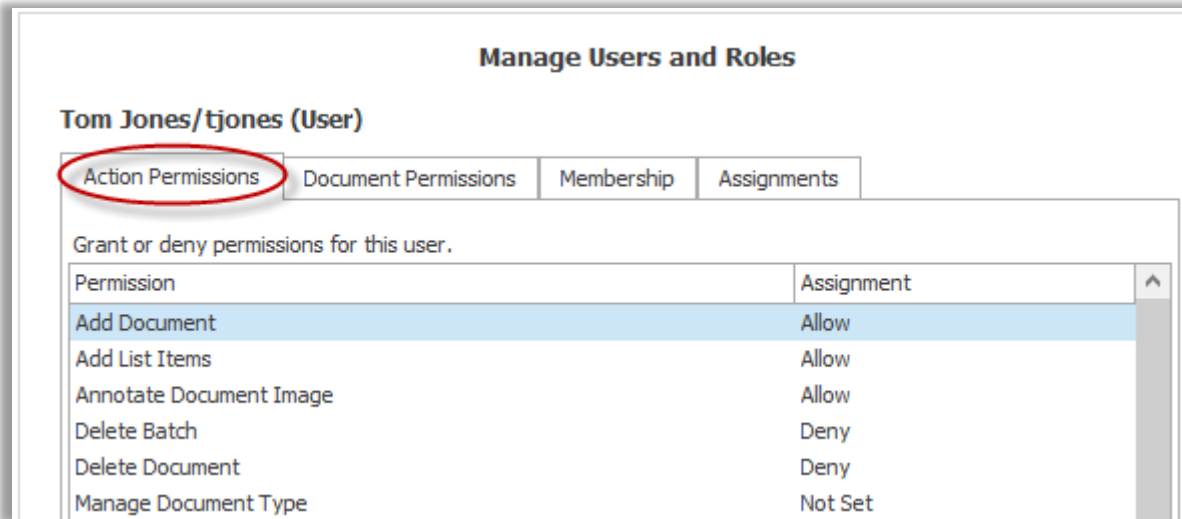 Manage Users and Roles
Tom Jones/tjones (User)
Action Permissions Document Permissions Membership Assignments
Grant or deny permissions for this user.
Permission Assignment
Add Document Allow
Add List Items Allow
Annotate Document Image Allow
Delete Batch Deny
Delete Document Deny
Manage Document Type Not Set